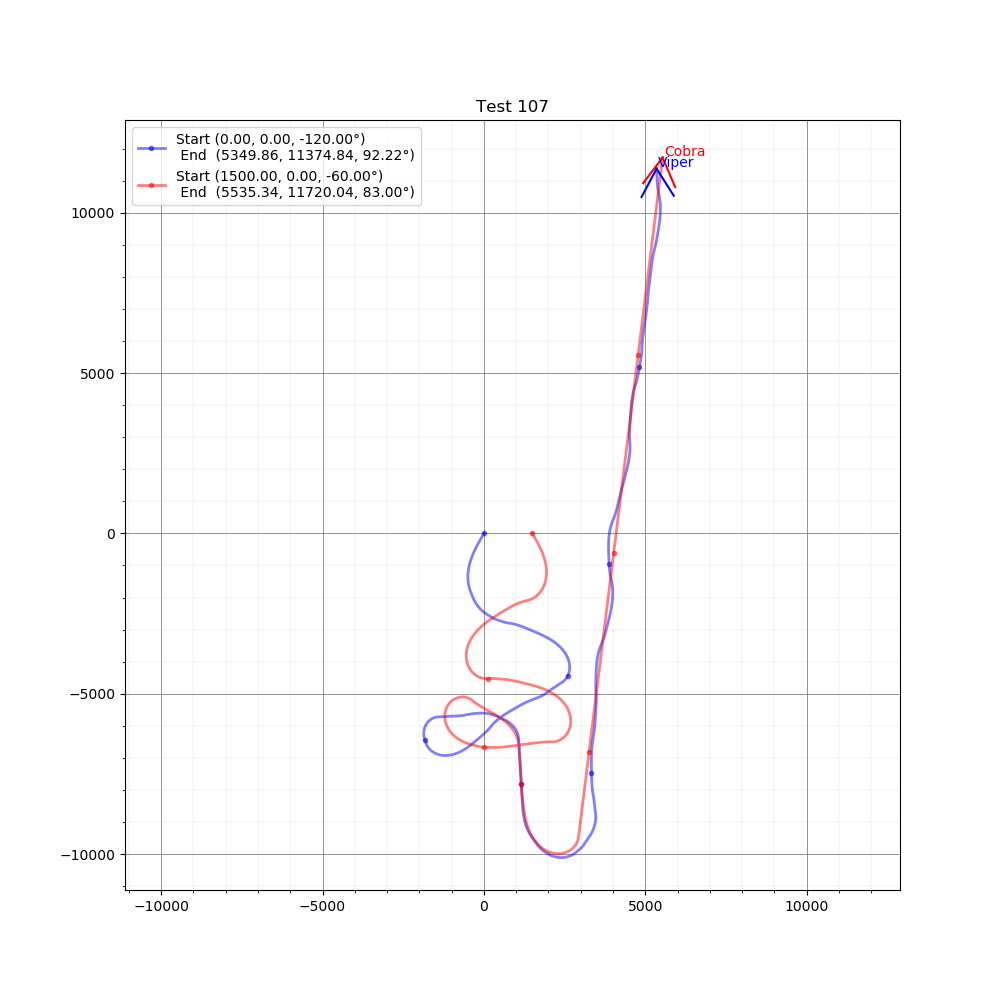 Test 107
Start (0.00, 0.00, -120.00°)
End (5349.86, 11374.84, 92.22°)
Start (1500.00, 0.00, -60.00°)
End (5535.34, 11720.04, 83.00°)
Cobra
Viper
10000
5000
0
−5000
−10000
−10000 −5000 0 5000 10000